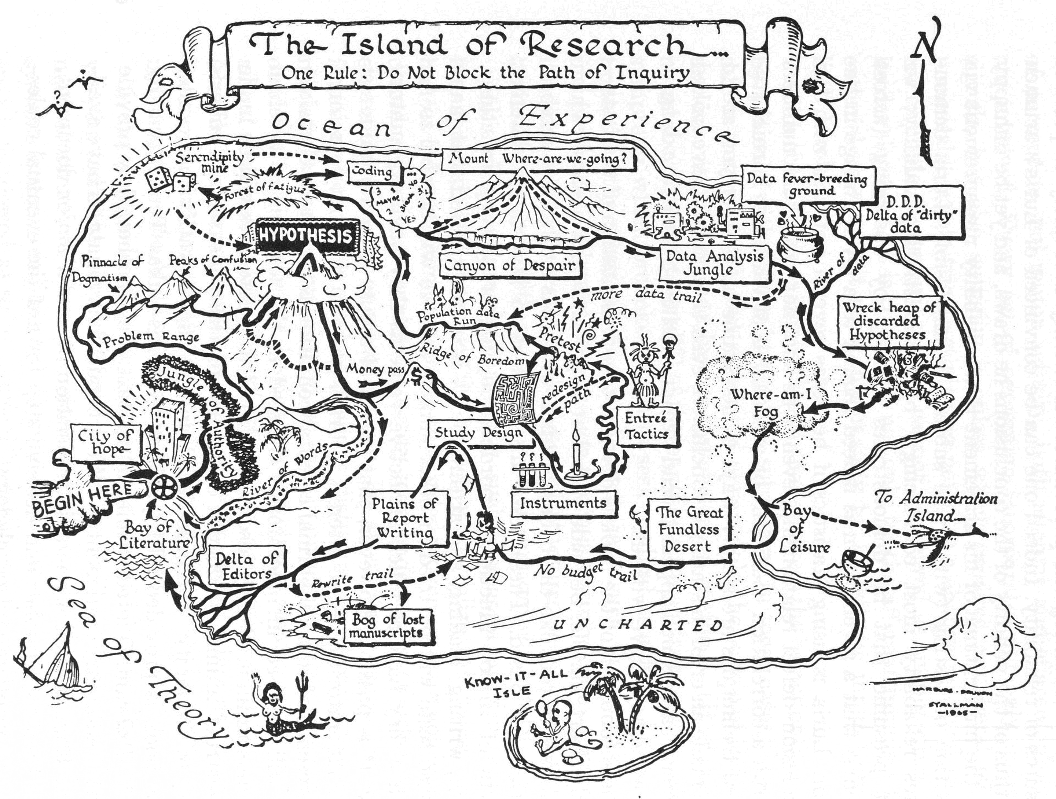 The Island of Research...
One Rule: Do Not Block the Path of Inquiry
N
Ocean of Experience
Serendipity
mine
Coding
Forest of fatigue
MAYBE
NO
YES
Mount Where-are-we-going?
Data fever-breeding
ground
D.D.D.
Delta of "dirty"
data
HYPOTHESIS
Canyon of Despair
Data Analysis
Jungle
River of data
Pinnacle of
Dogmatism
Peaks of Confusion
Population data
Run
more data trail
Wreck heap of
discarded
Hypotheses
Problem Range
Ridge of Boredom
Pretest
Money pass
redesign
path
Where-am-I
Fog
Jungle of
Authority
Entreé
Tactics
City of
hope
Study Design
River of Words
BEGIN HERE
Instruments
Plains of
Report
Writing
The Great
Fundless
Desert
Bay
of
Leisure
To Administration
Island
Bay of
Literature
Delta of
Editors
Rewrite trail
No budget trail
Bog of lost
manuscripts
UNCHARTED
Sea of Theory
KNOW-IT-ALL
ISLE
STALLMAN